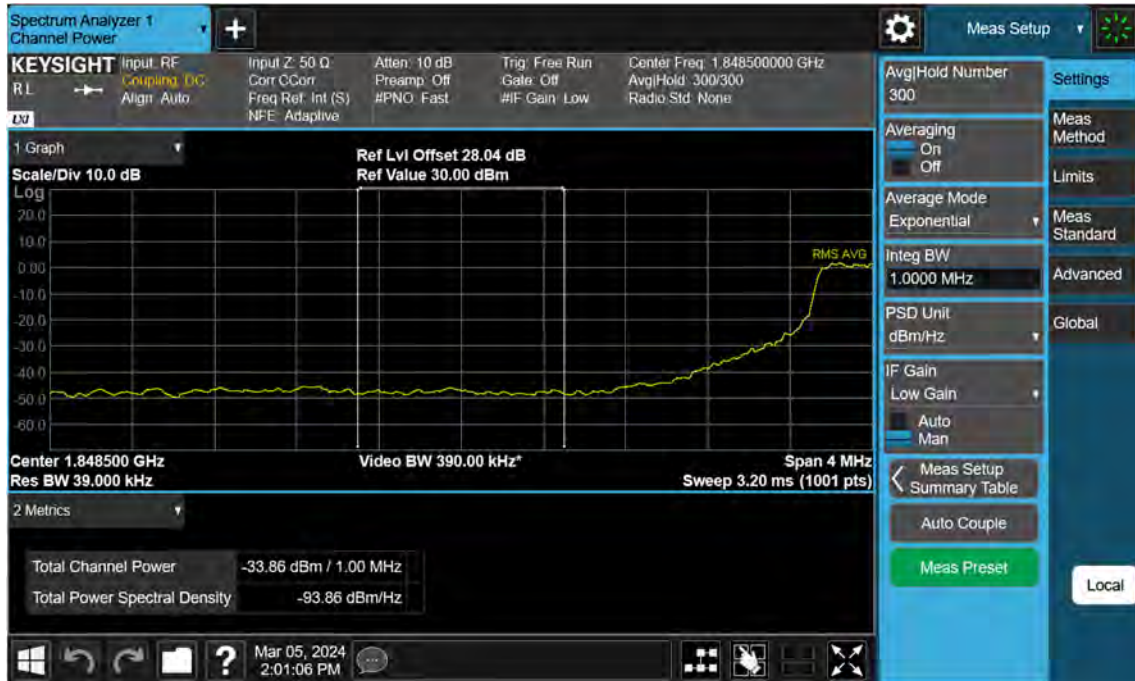 Spectrum Analyzer 1
Channel Power
+
Meas Setup
KEYSIGHT
RL
LXI
Input: RF
Coupling: DC
Align: Auto
Input Z: 50 Ω
Corr CCorr
Freq Ref: Int (S)
NFE: Adaptive
Atten: 10 dB
Preamp: Off
#PNO: Fast
Trig: Free Run
Gate: Off
#IF Gain: Low
Center Freq: 1.848500000 GHz
Avg|Hold: 300/300
Radio Std: None
1 Graph
Scale/Div 10.0 dB
Ref Lvl Offset 28.04 dB
Ref Value 30.00 dBm
Log
20.0
10.0
0.00
-10.0
-20.0
-30.0
-40.0
-50.0
-60.0
RMS AVG
Center 1.848500 GHz
Res BW 39.000 kHz
Video BW 390.00 kHz*
Span 4 MHz
Sweep 3.20 ms (1001 pts)
2 Metrics
Total Channel Power -33.86 dBm / 1.00 MHz
Total Power Spectral Density -93.86 dBm/Hz
Avg|Hold Number
300
Averaging
On
Off
Average Mode
Exponential
Integ BW
1.0000 MHz
PSD Unit
dBm/Hz
IF Gain
Low Gain
Auto
Man
Meas Setup
Summary Table
Auto Couple
Meas Preset
Settings
Meas
Method
Limits
Meas
Standard
Advanced
Global
Local
?
Mar 05, 2024
2:01:06 PM